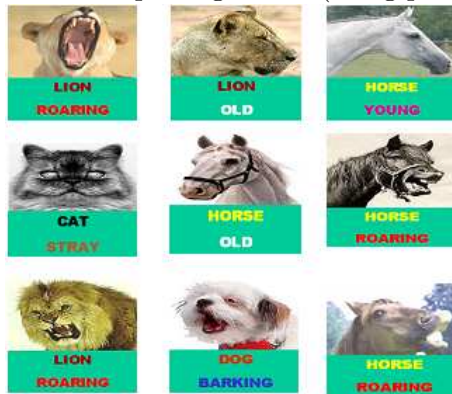 LION
ROARING
LION
OLD
HORSE
YOUNG
CAT
STRAY
HORSE
OLD
HORSE
ROARING
LION
ROARING
DOG
BARKING
HORSE
ROARING